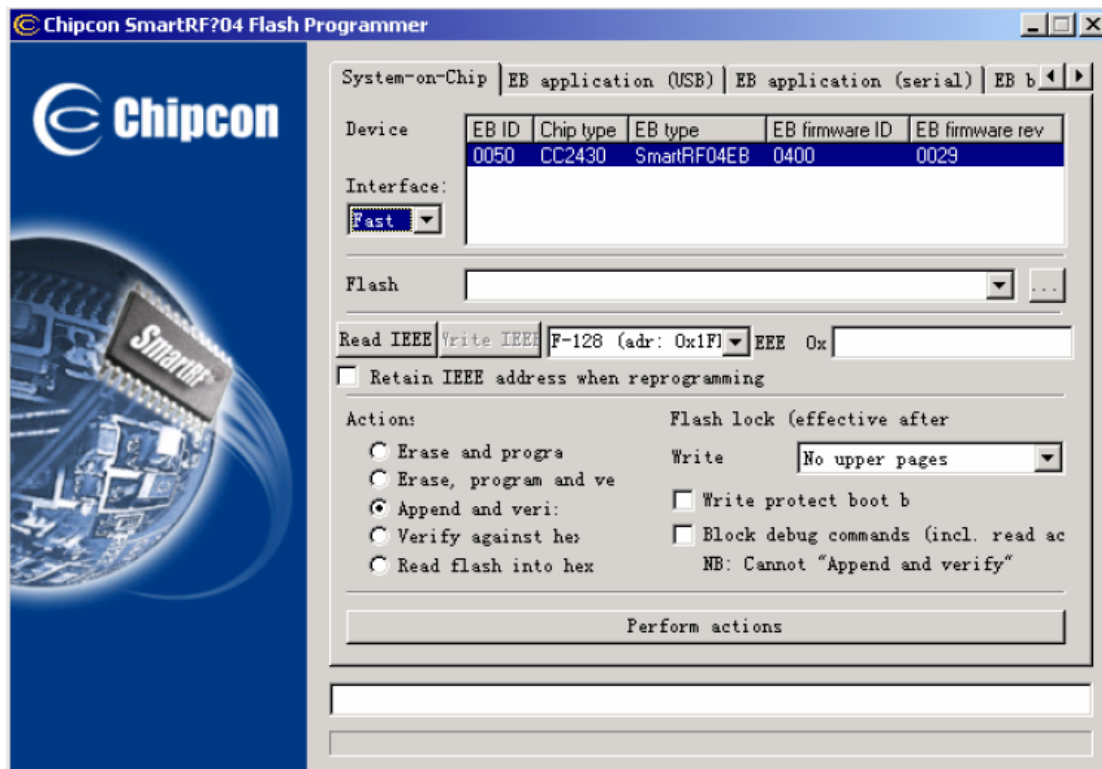 Chipcon SmartRF?04 Flash Programmer
Chipcon
SmartRF
System-on-Chip EB application (USB) EB application (serial) EB b
Device
EB ID Chip type EB type EB firmware ID EB firmware rev
0050 CC2430 SmartRF04EB 0400 0029
Interface:
Fast
Flash
...
Read IEEE Write IEEE F-128 (adr: 0x1F EEE 0x
Retain IEEE address when reprogramming
Action:
Erase and progra
Erase, program and ve
Append and veri:
Verify against hex
Read flash into hex
Flash lock (effective after
Write No upper pages
Write protect boot b
Block debug commands (incl. read ac
NB: Cannot "Append and verify"
Perform actions